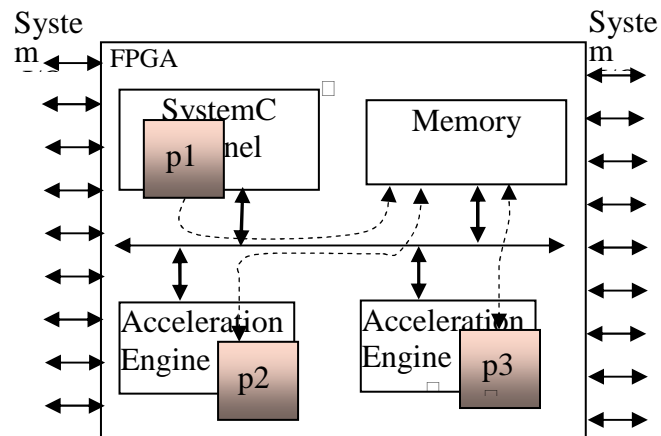 Syste
m
Syste
m
FPGA
SystemC
nel
p1
Memory
Acceleration
Engine
p2
Acceleration
Engine
p3